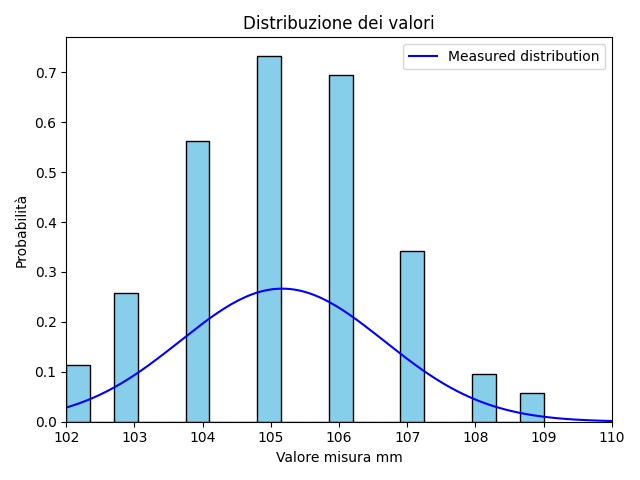 Distribuzione dei valori
Measured distribution
Probabilità
0.7
0.6
0.5
0.4
0.3
0.2
0.1
0.0
102 103 104 105 106 107 108 109 110
Valore misura mm